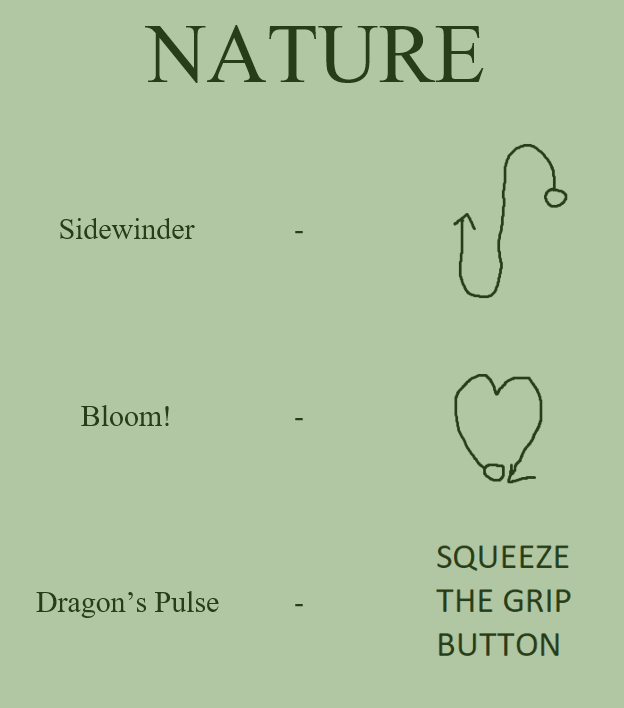 NATURE
Sidewinder -
Bloom! -
Dragon’s Pulse - SQUEEZE
THE GRIP
BUTTON